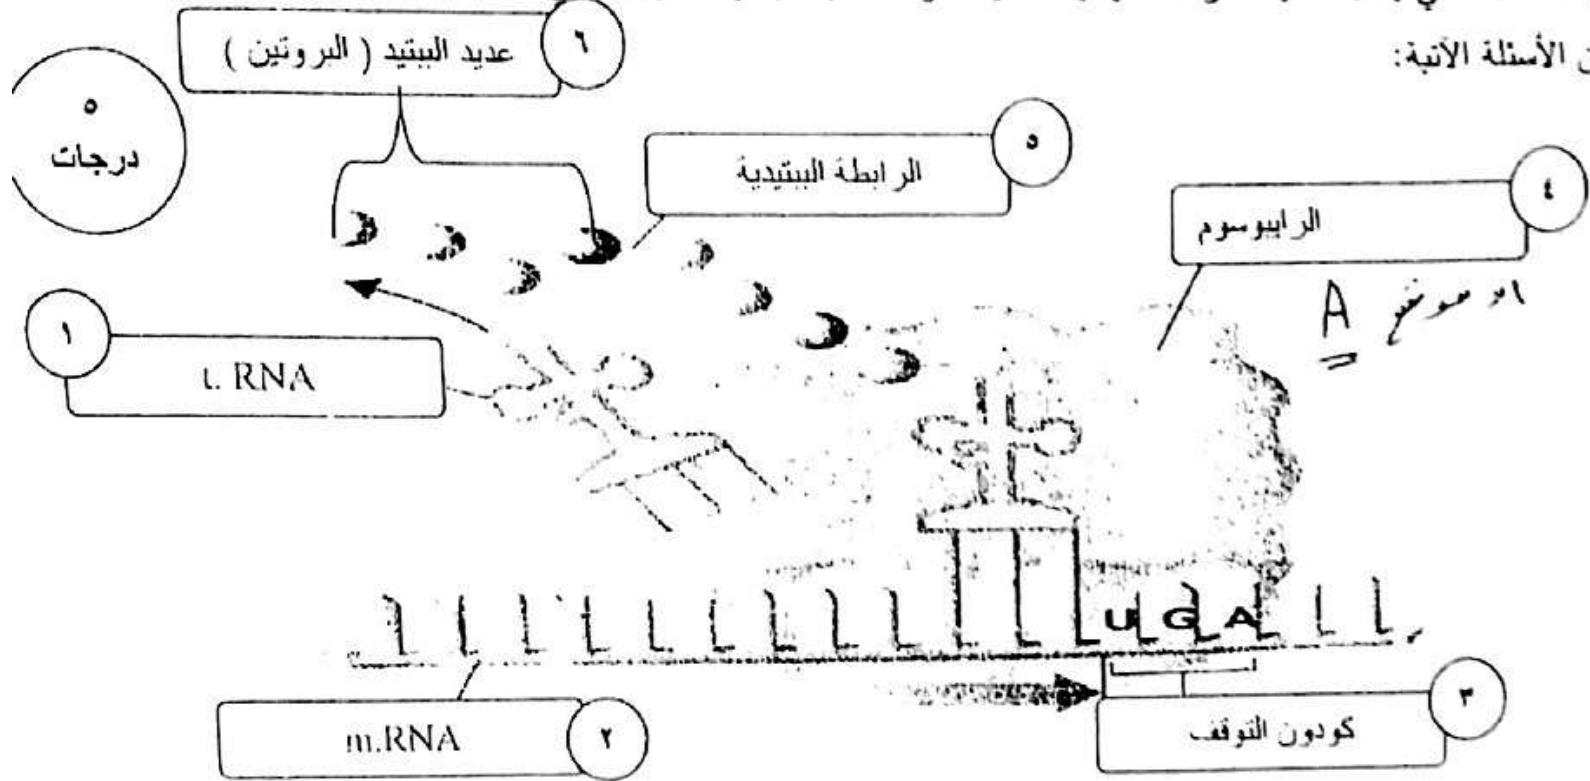 الأسئلة الآتية:
٦
عديد الببتيد ( البروتين )
٥
درجات
٥
الرابطة الببتيدية
٤
الرايبوسوم
A
١
t. RNA
U G A
٢
m.RNA
٣
كودون التوقف